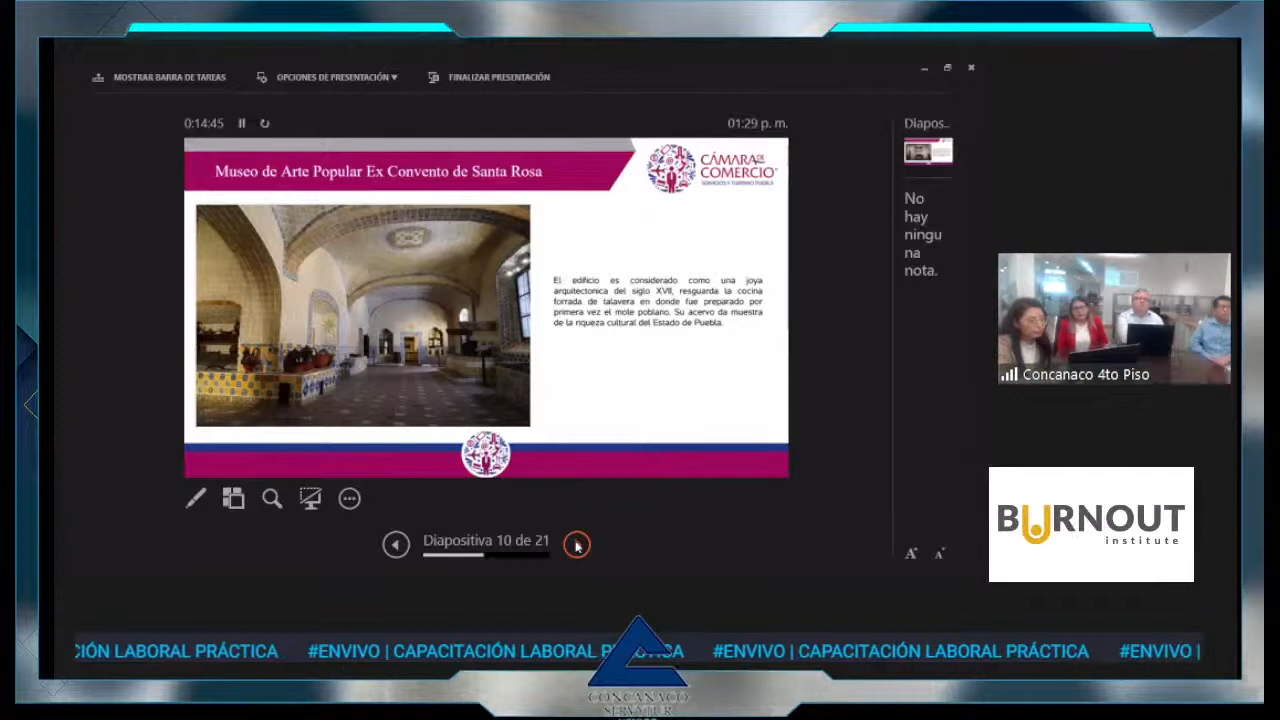 MOSTRAR BARRA DE TAREAS OPCIONES DE PRESENTACIÓN ▼ FINALIZAR PRESENTACIÓN
0:14:45 01:29 p. m.
Museo de Arte Popular Ex Convento de Santa Rosa
CÁMARA DE
COMERCIO
SERVICIOS Y TURISMO PUEBLA
El edificio es considerado como una joya
arquitectonica del siglo XVII, resguarda la cocina
forrada de talavera en donde fue preparado por
primera vez el mole poblano. Su acervo da muestra
de la riqueza cultural del Estado de Puebla.
Diapositiva 10 de 21
Diapos..
No
hay
ningu
na
nota.
A A
Concanaco 4to Piso
BURNOUT
institute
CIÓN LABORAL PRÁCTICA #ENVIVO | CAPACITACIÓN LABORAL PRÁCTICA #ENVIVO | CAPACITACIÓN LABORAL PRÁCTICA #ENVIVO |
CONCANACO
SERVYTUR